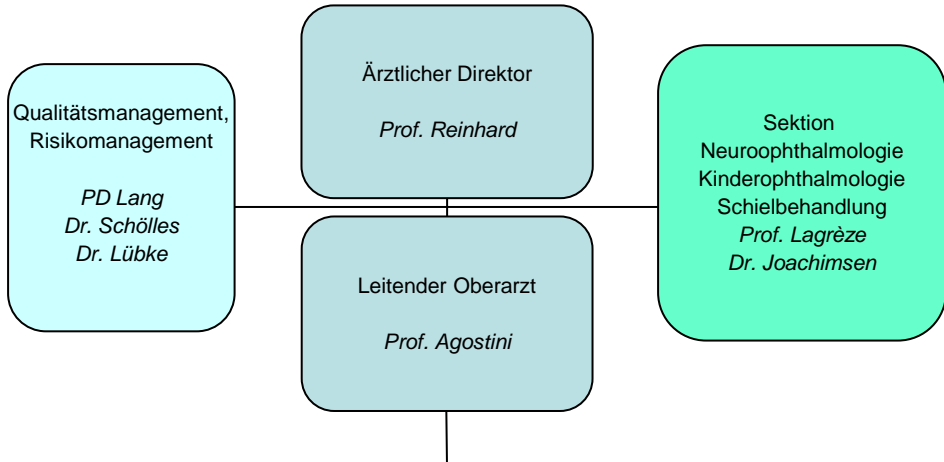 Qualitätsmanagement,
Risikomanagement
PD Lang
Dr. Schölles
Dr. Lübke
Ärztlicher Direktor
Prof. Reinhard
Leitender Oberarzt
Prof. Agostini
Sektion
Neuroophthalmologie
Kinderophthalmologie
Schielbehandlung
Prof. Lagrèze
Dr. Joachimsen